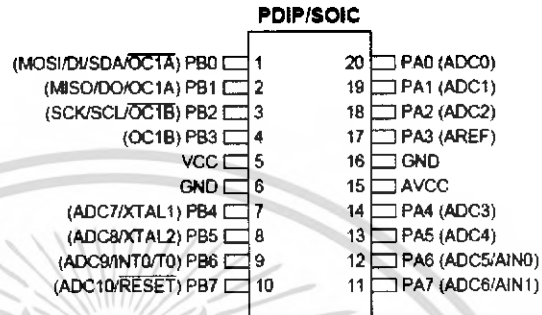 PDIP/SOIC
(MOSI/DI/SDA/OC1A) PB0 1 20 PA0 (ADC0)
(MISO/DO/OC1A) PB1 2 19 PA1 (ADC1)
(SCK/SCL/OC1B) PB2 3 18 PA2 (ADC2)
(OC1B) PB3 4 17 PA3 (AREF)
VCC 5 16 GND
GND 6 15 AVCC
(ADC7/XTAL1) PB4 7 14 PA4 (ADC3)
(ADC8/XTAL2) PB5 8 13 PA5 (ADC4)
(ADC9/INT0/T0) PB6 9 12 PA6 (ADC5/AIN0)
(ADC10/RESET) PB7 10 11 PA7 (ADC6/AIN1)